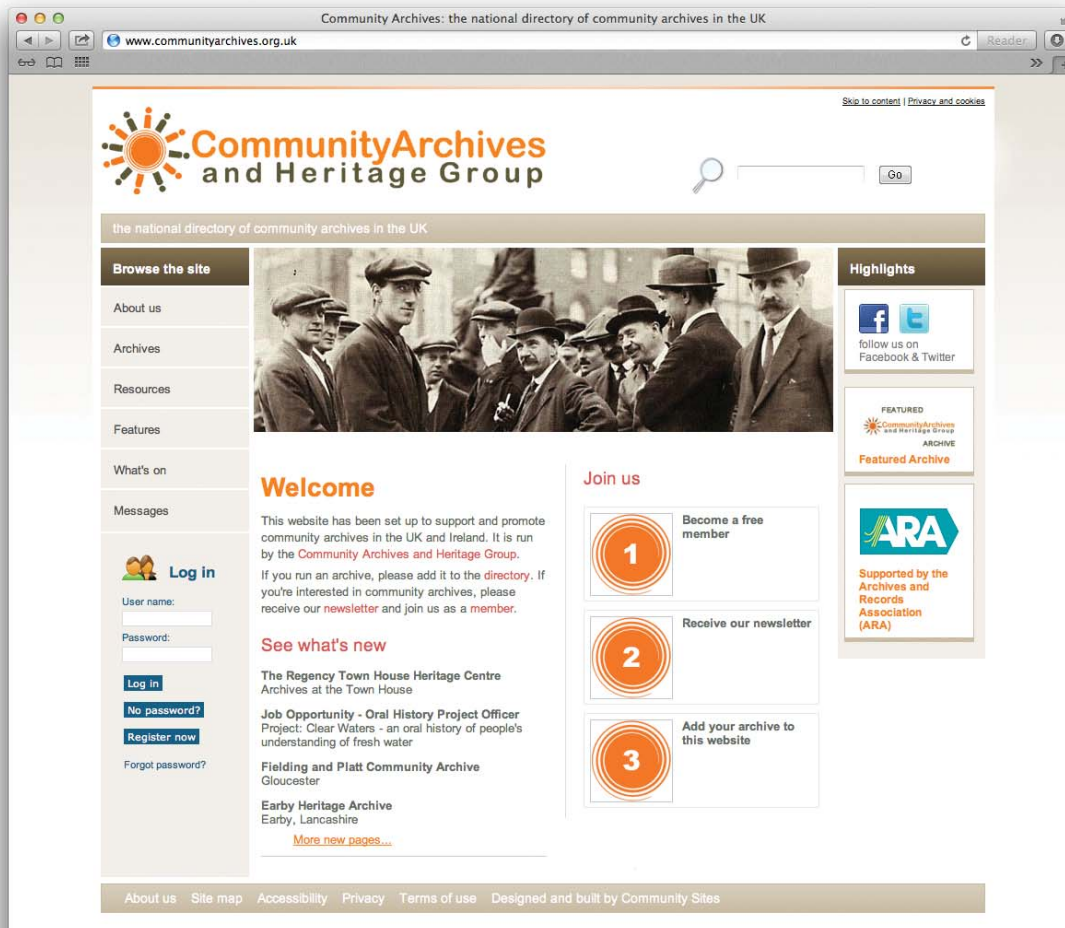 Community Archives: the national directory of community archives in the UK
www.communityarchives.org.uk
Reader
Skip to content | Privacy and cookies
CommunityArchives
and Heritage Group
Go
the national directory of community archives in the UK
Browse the site
About us
Archives
Resources
Features
What's on
Messages
Log in
User name:
Password:
Log in
No password?
Register now
Forgot password?
Welcome
This website has been set up to support and promote
community archives in the UK and Ireland. It is run
by the Community Archives and Heritage Group.
If you run an archive, please add it to the directory. If
you're interested in community archives, please
receive our newsletter and join us as a member.
See what's new
The Regency Town House Heritage Centre
Archives at the Town House
Job Opportunity - Oral History Project Officer
Project: Clear Waters - an oral history of people's
understanding of fresh water
Fielding and Platt Community Archive
Gloucester
Earby Heritage Archive
Earby, Lancashire
More new pages...
Join us
1
Become a free
member
2
Receive our newsletter
3
Add your archive to
this website
Highlights
follow us on
Facebook & Twitter
FEATURED
CommunityArchives
and Heritage Group
ARCHIVE
Featured Archive
ARA
Supported by the
Archives and
Records
Association
(ARA)
About us Site map Accessibility Privacy Terms of use Designed and built by Community Sites